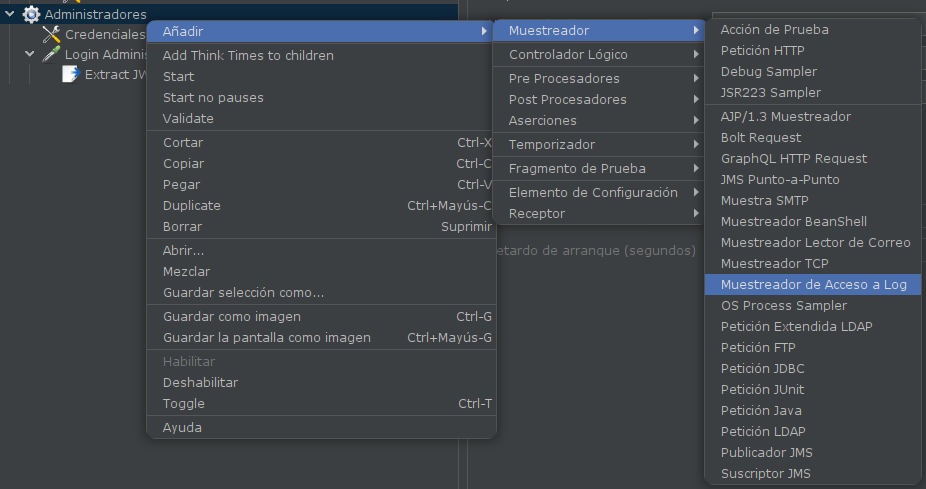 Administradores
Credenciales
Login Adminis
Extract JW
Añadir
Add Think Times to children
Start
Start no pauses
Validate
Cortar Ctrl-X
Copiar Ctrl-C
Pegar Ctrl-V
Duplicate Ctrl+Mayús-C
Borrar Suprimir
Abrir...
Mezclar
Guardar selección como...
Guardar como imagen Ctrl-G
Guardar la pantalla como imagen Ctrl+Mayús-G
Habilitar
Deshabilitar
Toggle Ctrl-T
Ayuda
Muestreador
Controlador Lógico
Pre Procesadores
Post Procesadores
Aserciones
Temporizador
Fragmento de Prueba
Elemento de Configuración
Receptor
etardo de arranque (segundos)
Acción de Prueba
Petición HTTP
Debug Sampler
JSR223 Sampler
AJP/1.3 Muestreador
Bolt Request
GraphQL HTTP Request
JMS Punto-a-Punto
Muestra SMTP
Muestreador BeanShell
Muestreador Lector de Correo
Muestreador TCP
Muestreador de Acceso a Log
OS Process Sampler
Petición Extendida LDAP
Petición FTP
Petición JDBC
Petición JUnit
Petición Java
Petición LDAP
Publicador JMS
Suscriptor JMS